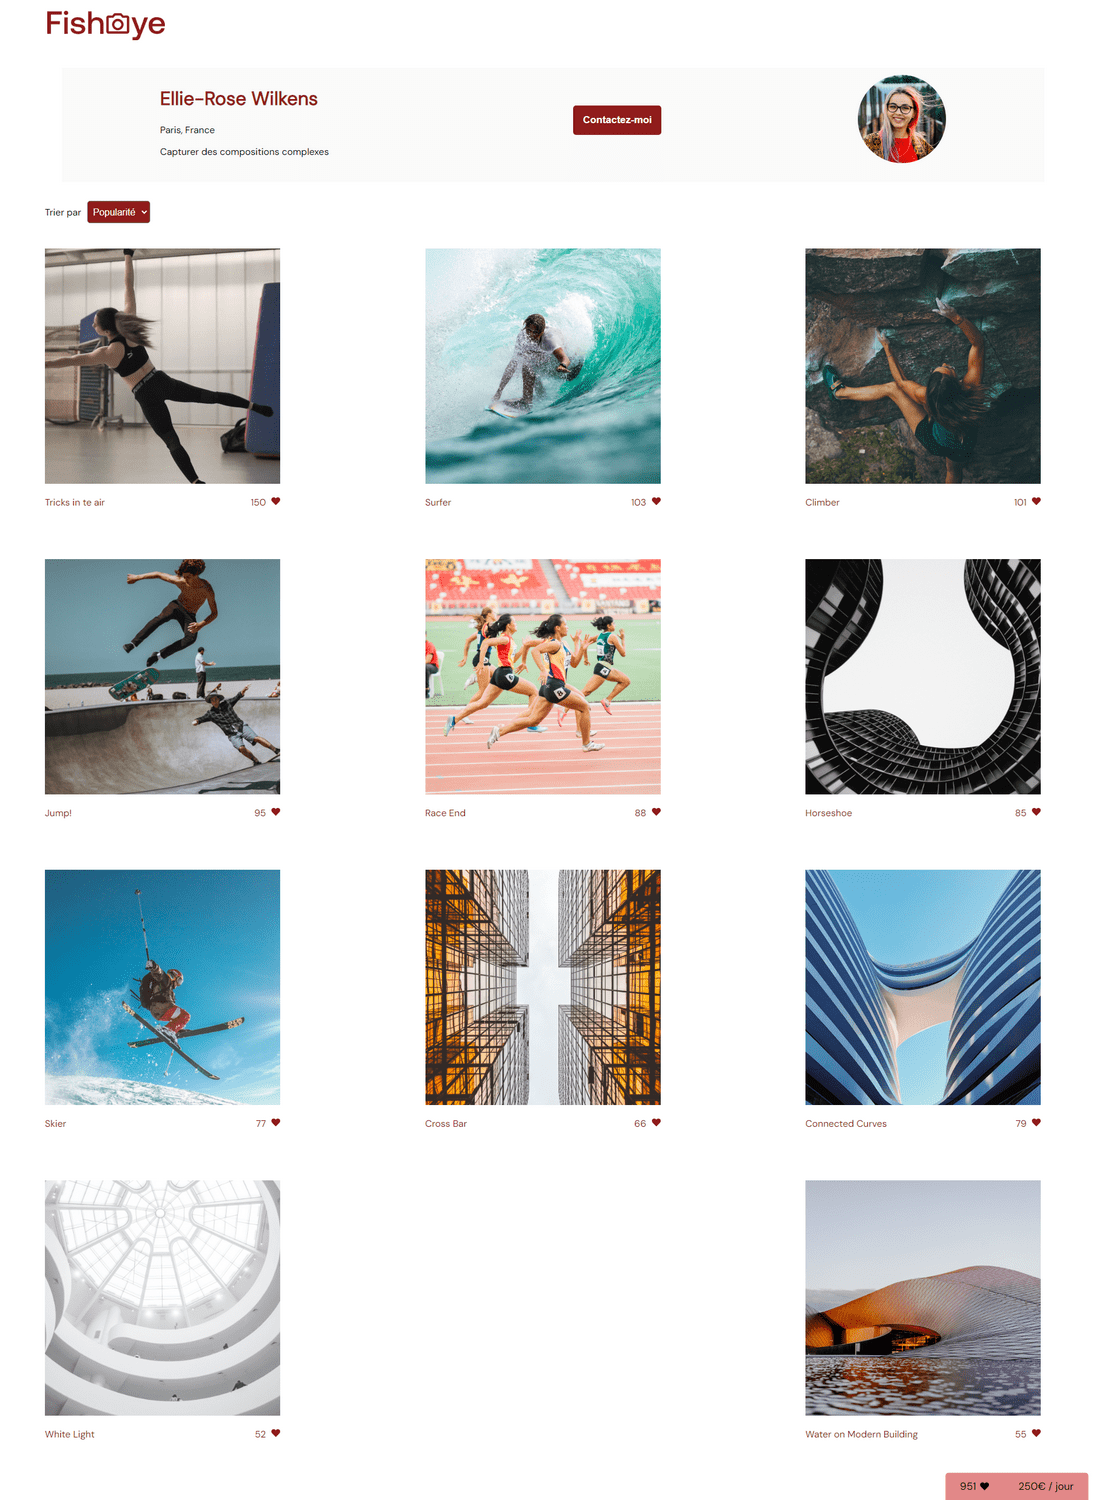 Fisheye
Ellie-Rose Wilkens
Paris, France
Capturer des compositions complexes
Contactez-moi
Trier par Popularité
Tricks in te air 150
Surfer 103
Climber 101
Jump! 95
Race End 88
Horseshoe 85
Skier 77
Cross Bar 66
Connected Curves 79
White Light 52
Water on Modern Building 55
951 250€ / jour